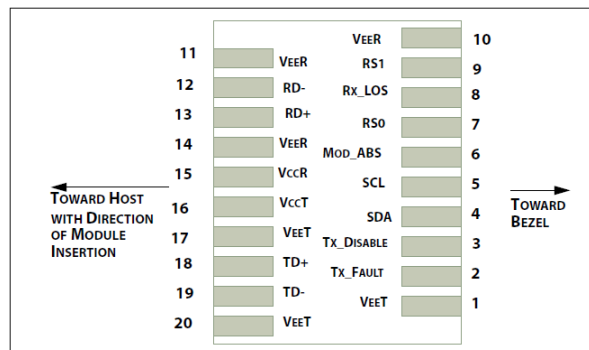 11 VEER
12 RD-
13 RD+
14 VEER
15 VCCR
16 VCCT
17 VEET
18 TD+
19 TD-
20 VEET
TOWARD HOST
WITH DIRECTION
OF MODULE
INSERTION
VEER 10
RS1 9
RX_LOS 8
RS0 7
MOD_ABS 6
SCL 5
SDA 4
TX_DISABLE 3
TX_FAULT 2
VEET 1
TOWARD
BEZEL